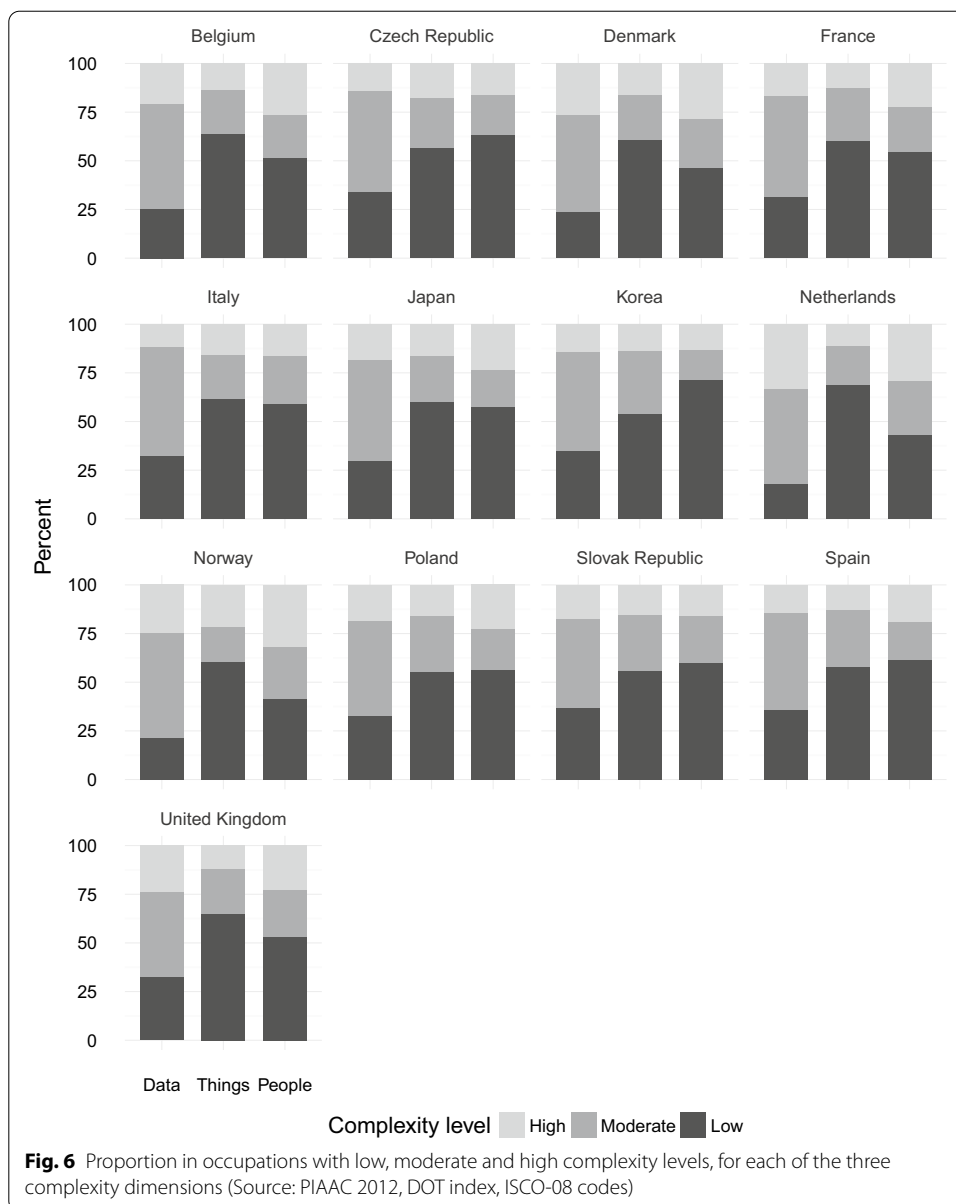 Belgium Czech Republic Denmark France
100
75
50
25
0
Italy Japan Korea Netherlands
100
75
50
25
0
Percent
Norway Poland Slovak Republic Spain
100
75
50
25
0
United Kingdom
100
75
50
25
0
Data Things People
Complexity level High Moderate Low
Fig. 6 Proportion in occupations with low, moderate and high complexity levels, for each of the three
complexity dimensions (Source: PIAAC 2012, DOT index, ISCO-08 codes)